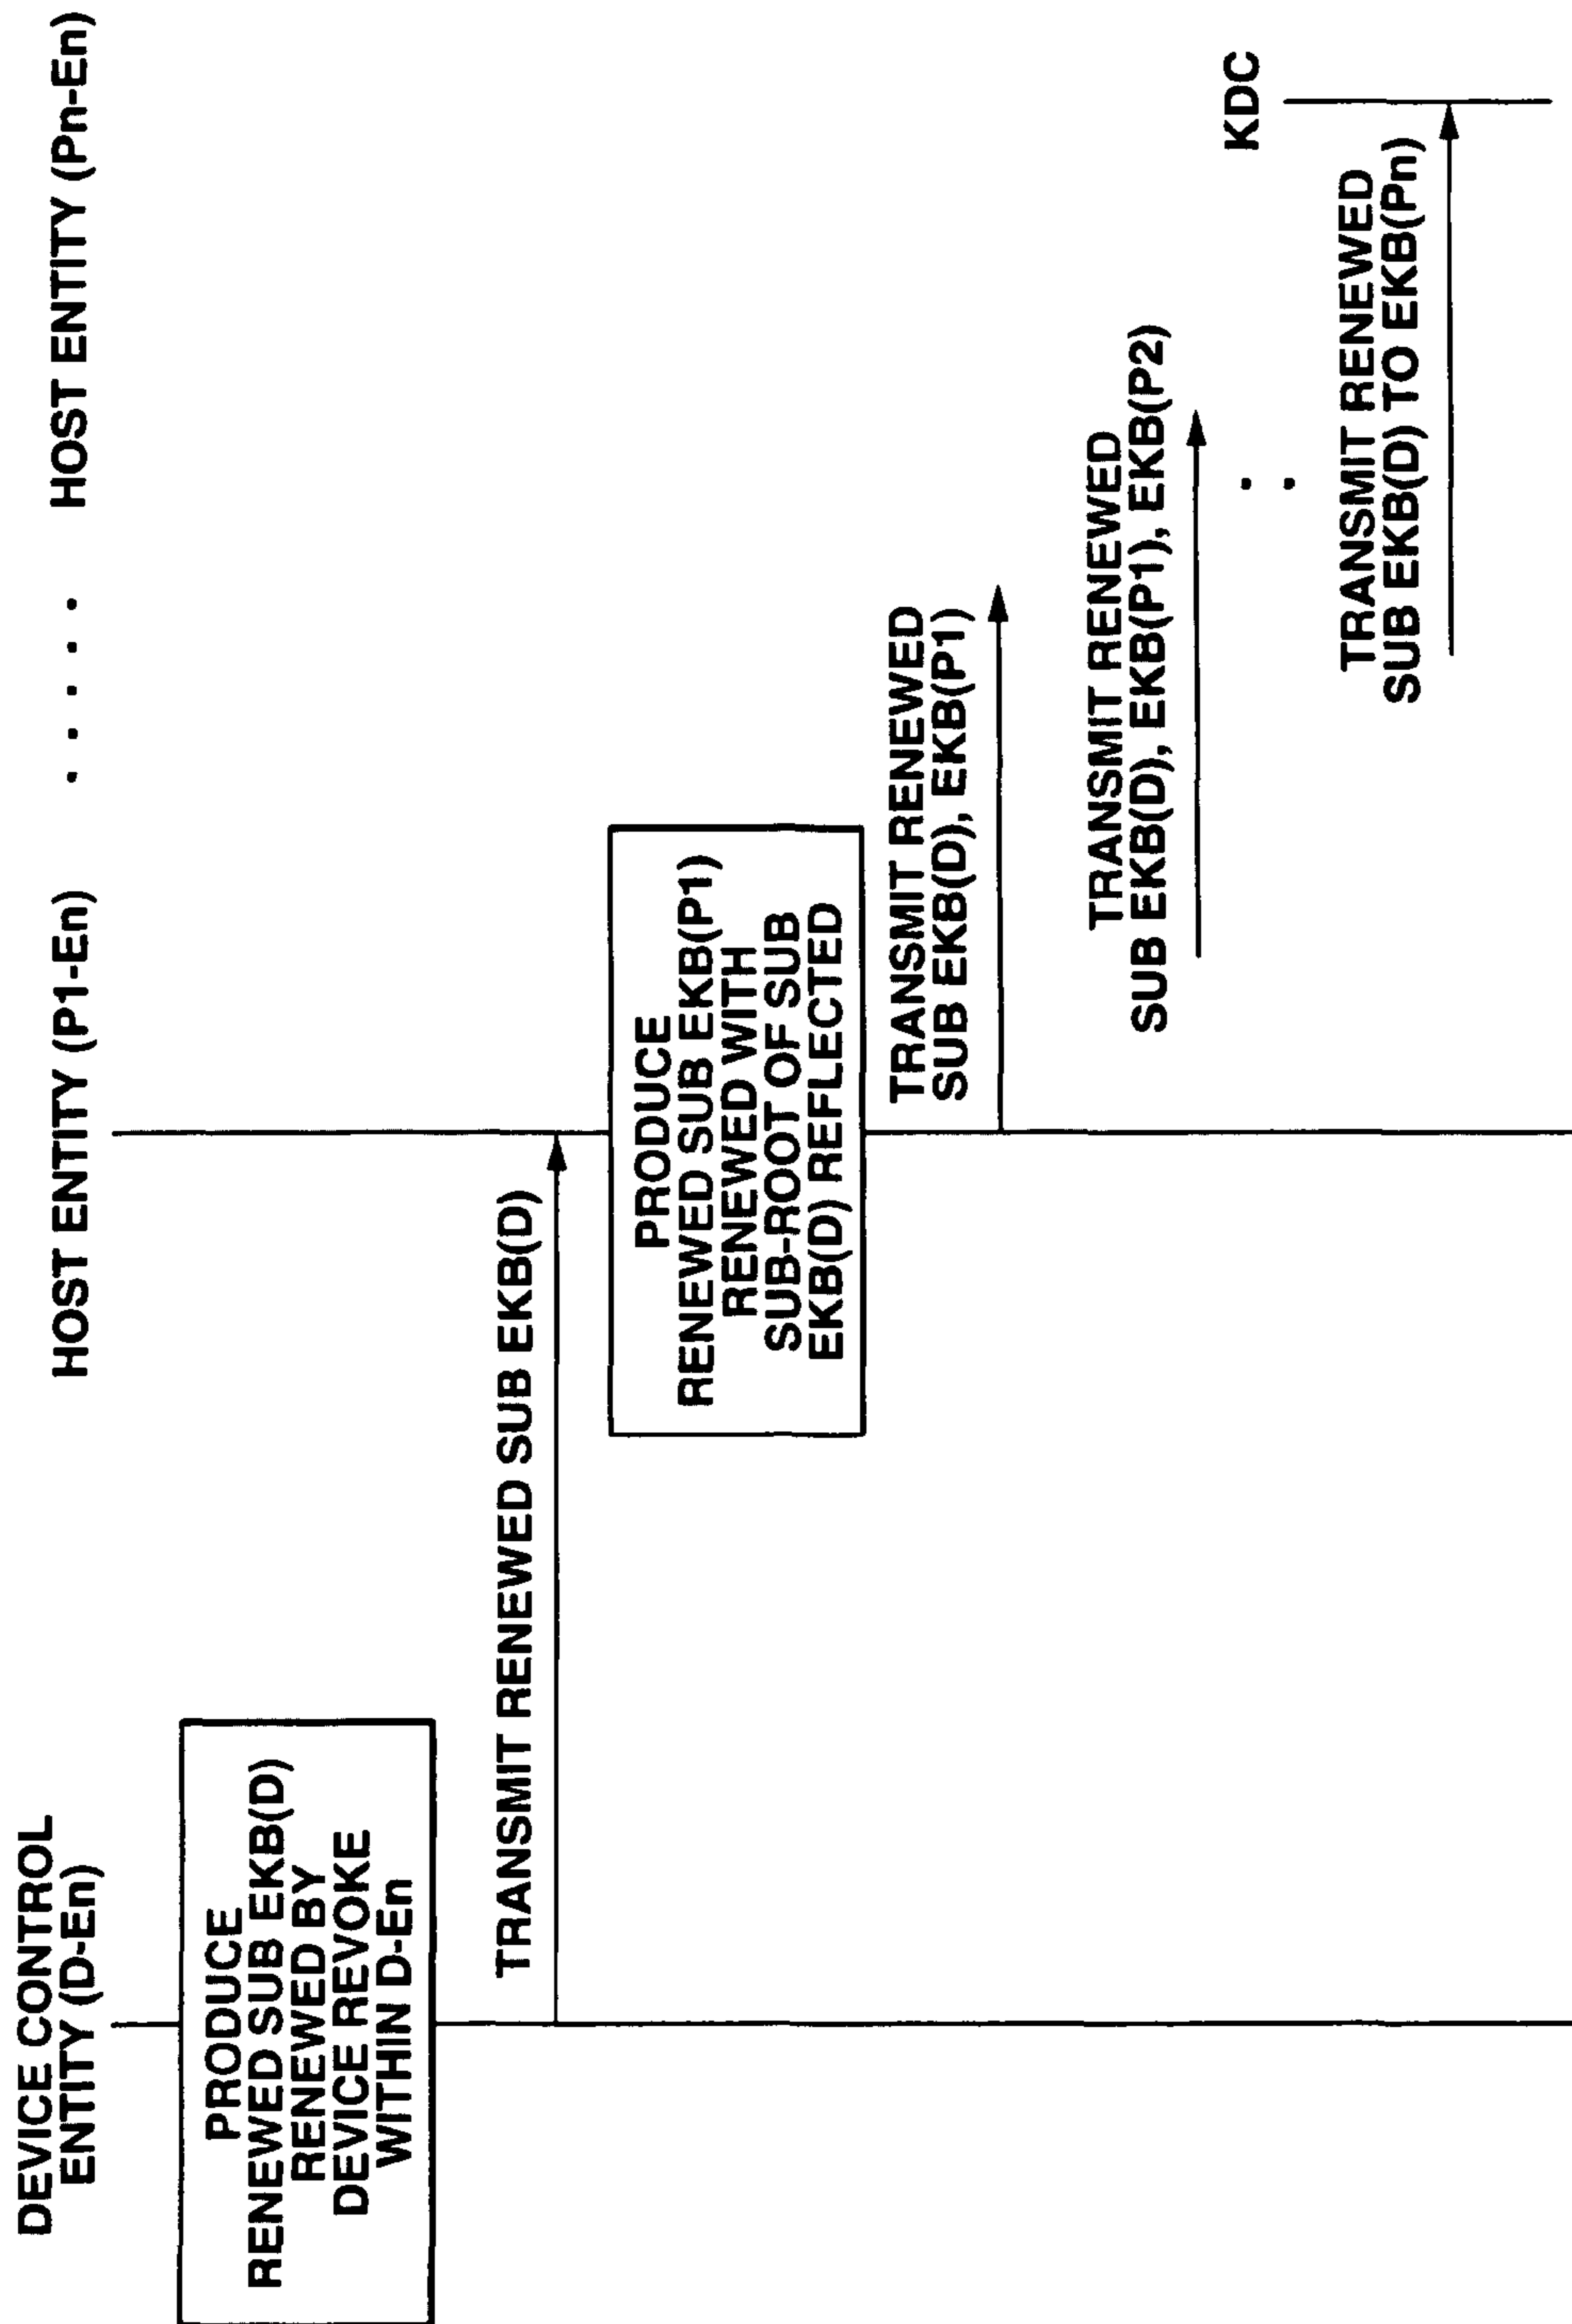 DEVICE CONTROL
ENTITY (D-En)
HOST ENTITY (P1-En)
. . . . .
HOST ENTITY (Pn-En)
PRODUCE
RENEWED SUB EKB(D)
RENEWED BY
DEVICE REVOKE
WITHIN D-En
TRANSMIT RENEWED SUB EKB(D)
PRODUCE
RENEWED SUB EKB(P1)
RENEWED WITH
SUB-ROOT OF SUB
EKB(D) REFLECTED
TRANSMIT RENEWED
SUB EKB(D), EKB(P1)
TRANSMIT RENEWED
SUB EKB(D), EKB(P1), EKB(P2)
KDC
TRANSMIT RENEWED
SUB EKB(D) TO EKB(Pn)